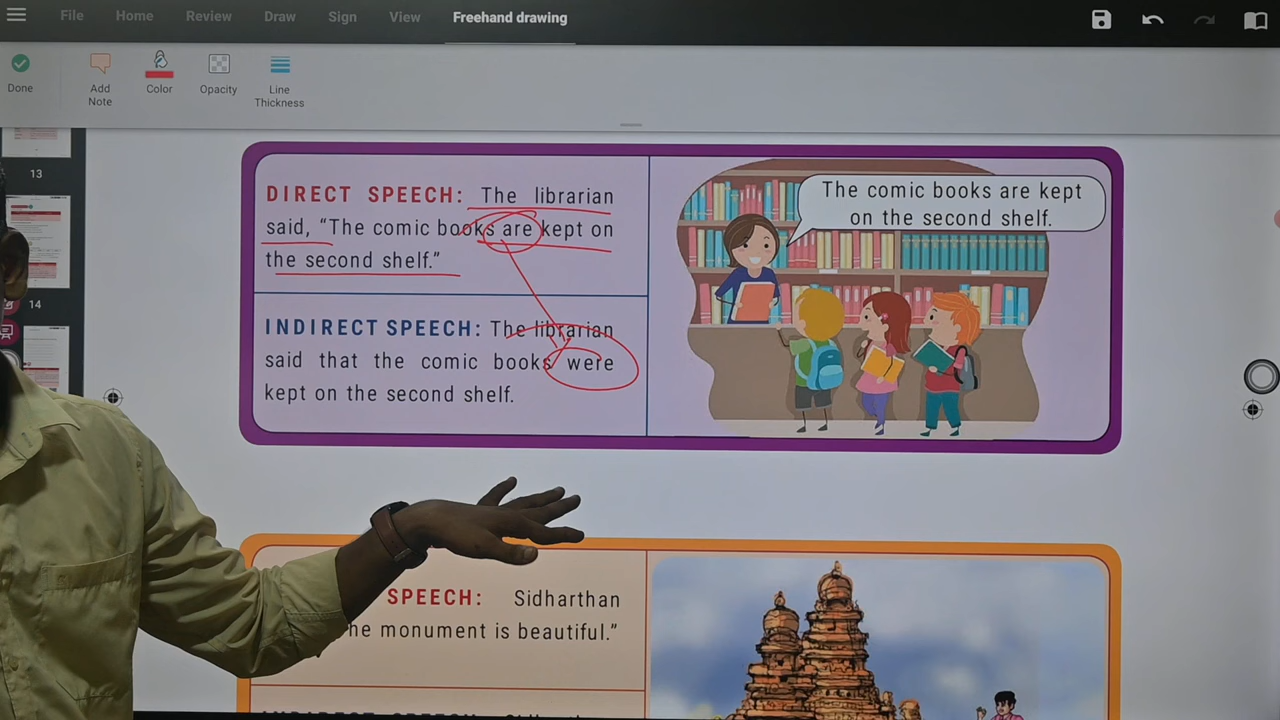 File Home Review Draw Sign View Freehand drawing
Done Add Note Color Opacity Line Thickness
13
14
DIRECT SPEECH: The librarian
said, “The comic books are kept on
the second shelf.”
INDIRECT SPEECH: The librarian
said that the comic books were
kept on the second shelf.
The comic books are kept
on the second shelf.
SPEECH: Sidharthan
he monument is beautiful.”